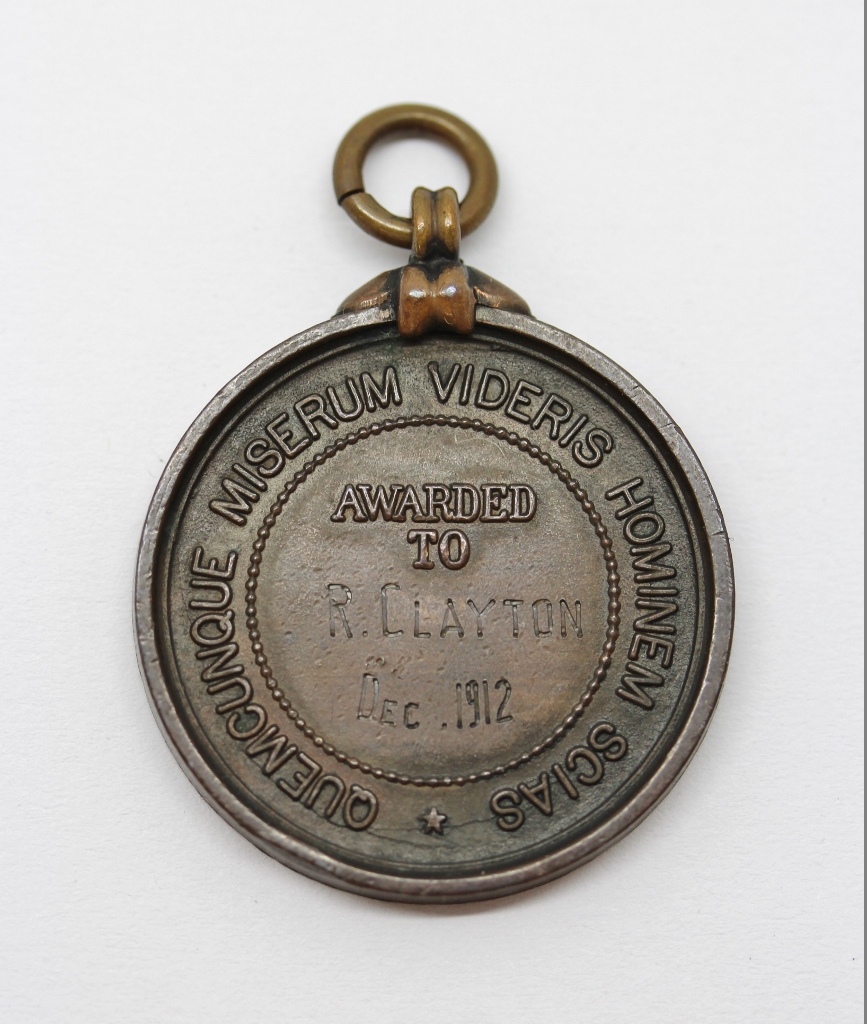 QUEMCUNQUE MISERUM VIDERIS HOMINEM SCIAS
AWARDED
TO
R. CLAYTON
DEC. 1912